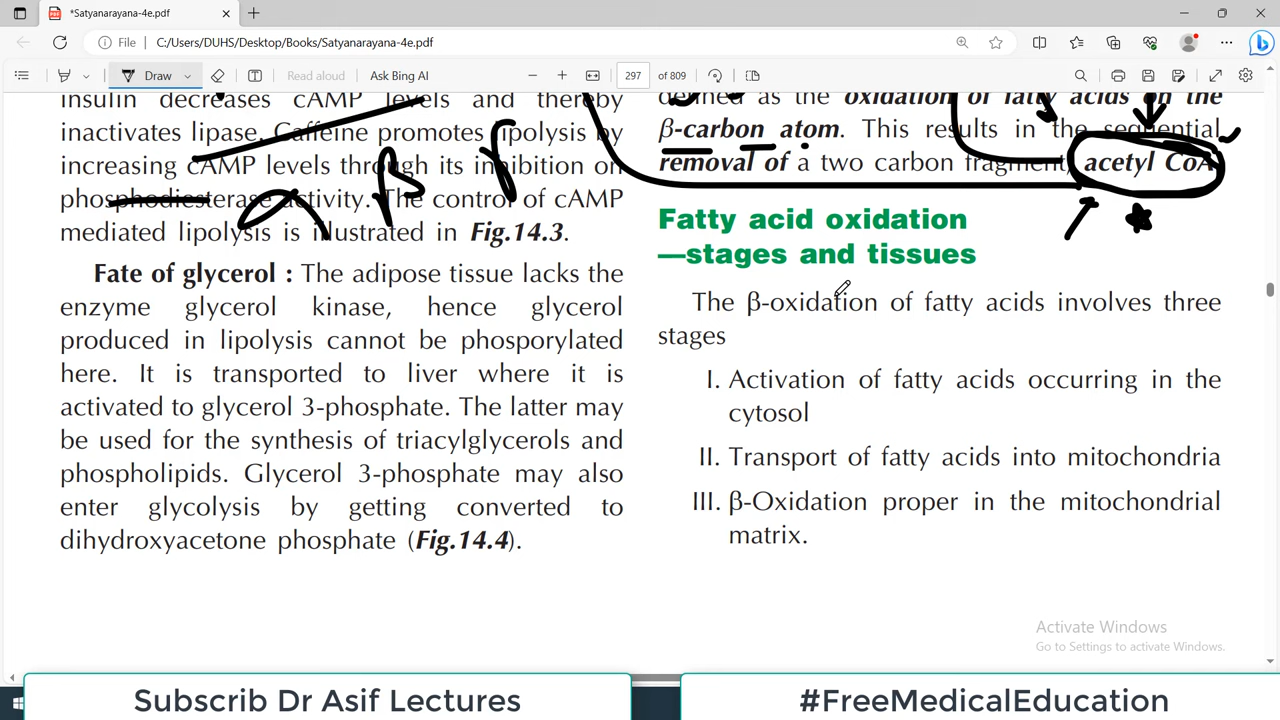 *Satyanarayana-4e.pdf
File
C:/Users/DUHS/Desktop/Books/Satyanarayana-4e.pdf
Draw
Read aloud
Ask Bing AI
297 of 809
insulin decreases cAMP levels and thereby
inactivates lipase. Caffeine promotes lipolysis by
increasing cAMP levels through its inhibition on
phosphodiesterase activity. The control of cAMP
mediated lipolysis is illustrated in Fig.14.3.
Fate of glycerol : The adipose tissue lacks the
enzyme glycerol kinase, hence glycerol
produced in lipolysis cannot be phosporylated
here. It is transported to liver where it is
activated to glycerol 3-phosphate. The latter may
be used for the synthesis of triacylglycerols and
phospholipids. Glycerol 3-phosphate may also
enter glycolysis by getting converted to
dihydroxyacetone phosphate (Fig.14.4).
α β γ
defined as the oxidation of fatty acids on the
β-carbon atom. This results in the sequential
removal of a two carbon fragment, acetyl CoA
Fatty acid oxidation
—stages and tissues
The β-oxidation of fatty acids involves three
stages
I. Activation of fatty acids occurring in the
cytosol
II. Transport of fatty acids into mitochondria
III. β-Oxidation proper in the mitochondrial
matrix.
Activate Windows
Go to Settings to activate Windows.
Subscrib Dr Asif Lectures
#FreeMedicalEducation